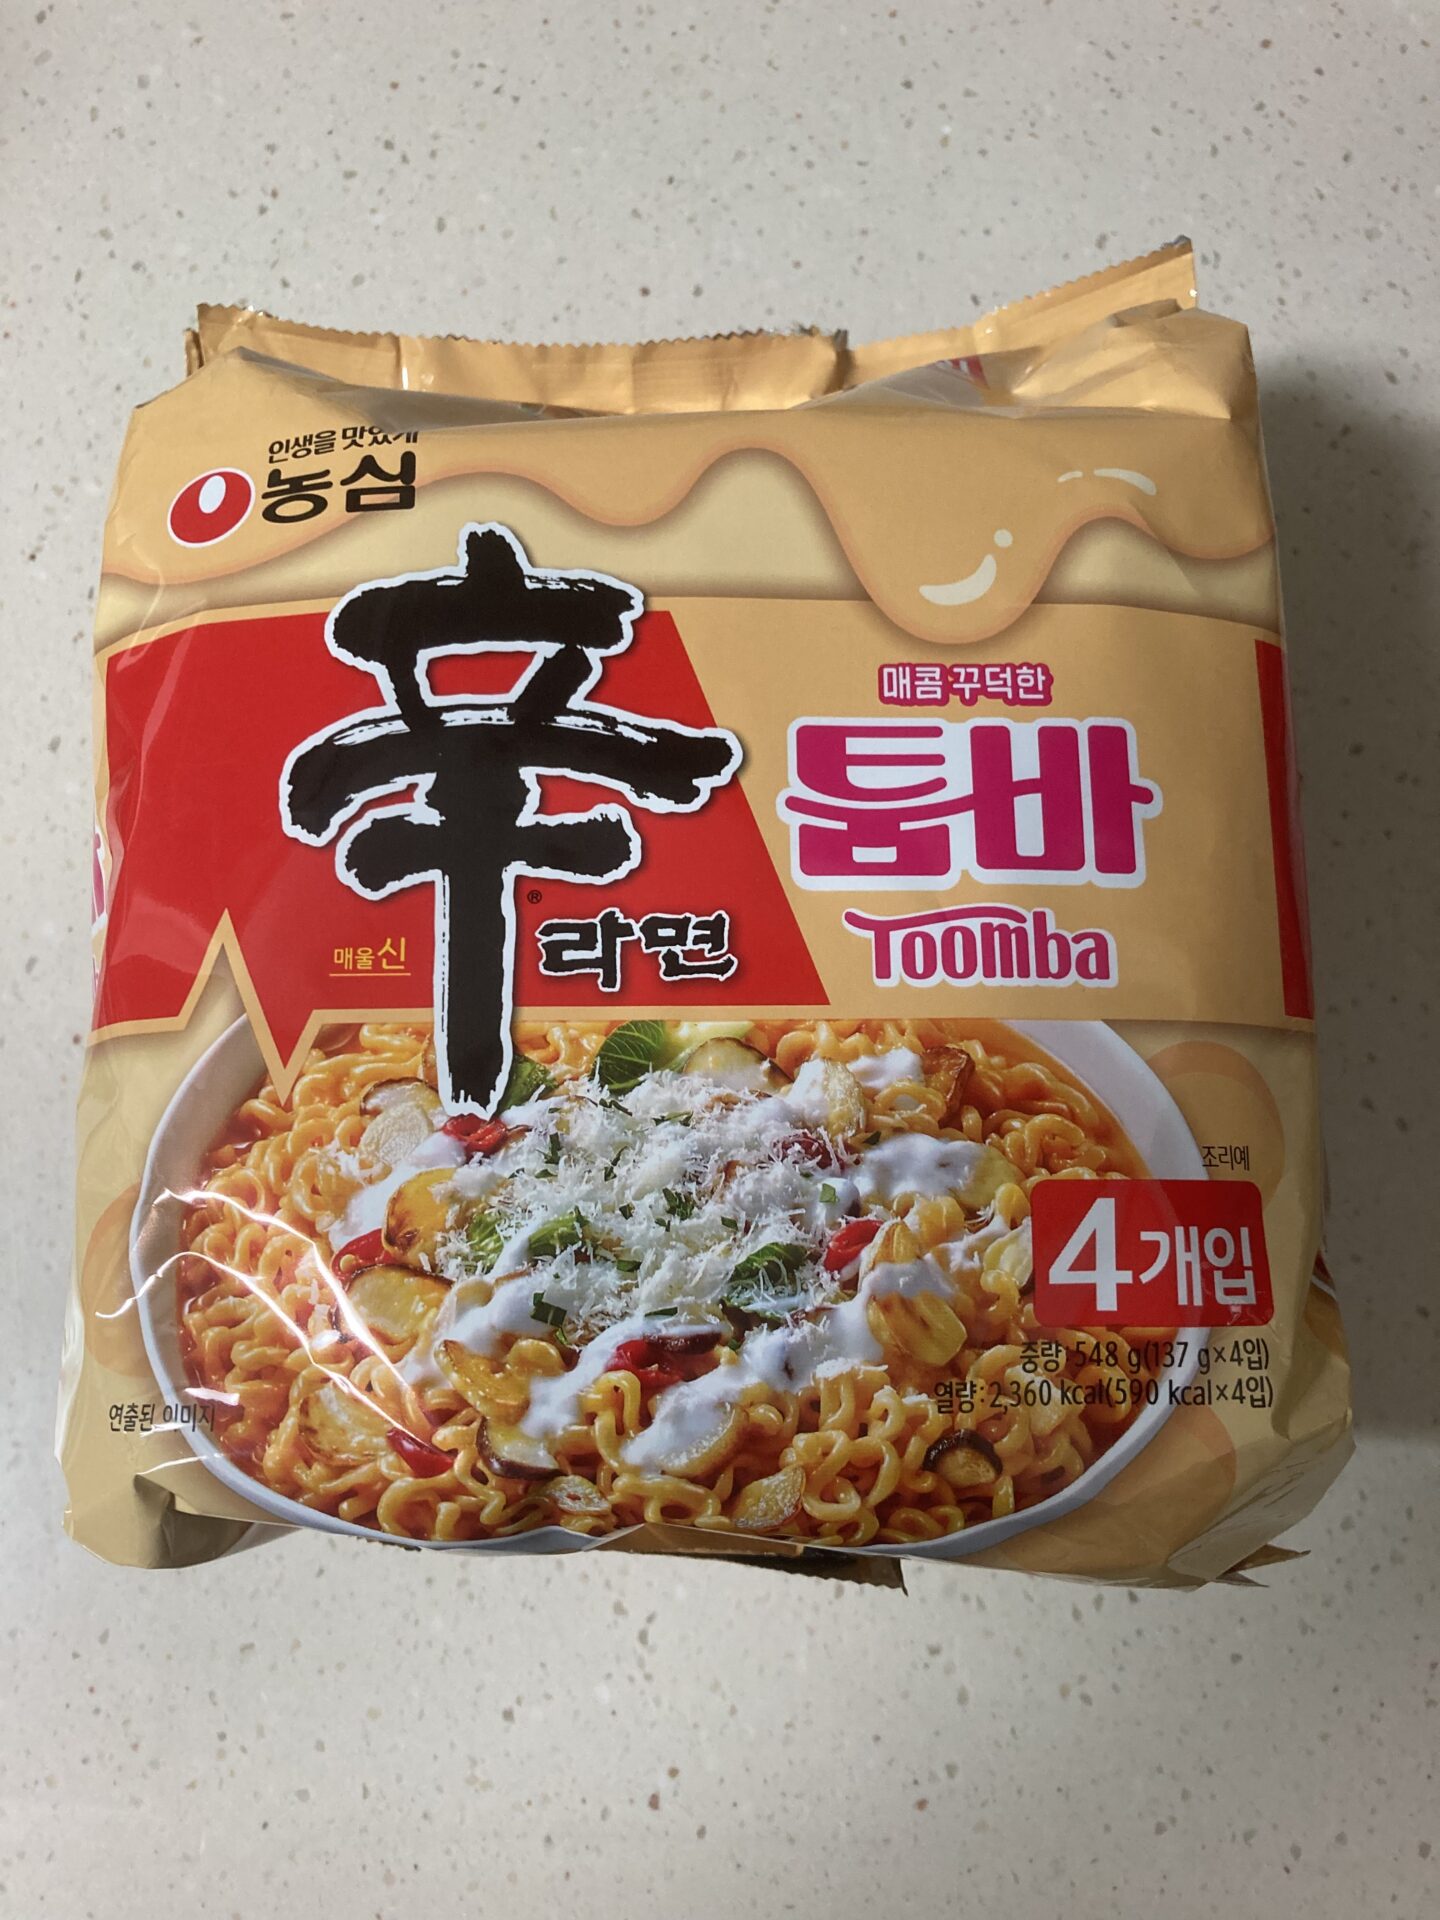 인생을 맛있게
농심
辛
®
매울신
라면
매콤 꾸덕한
툼바
Toomba
조리예
4개입
중량:548 g(137 g×4입)
열량:2,360 kcal(590 kcal×4입)
연출된 이미지